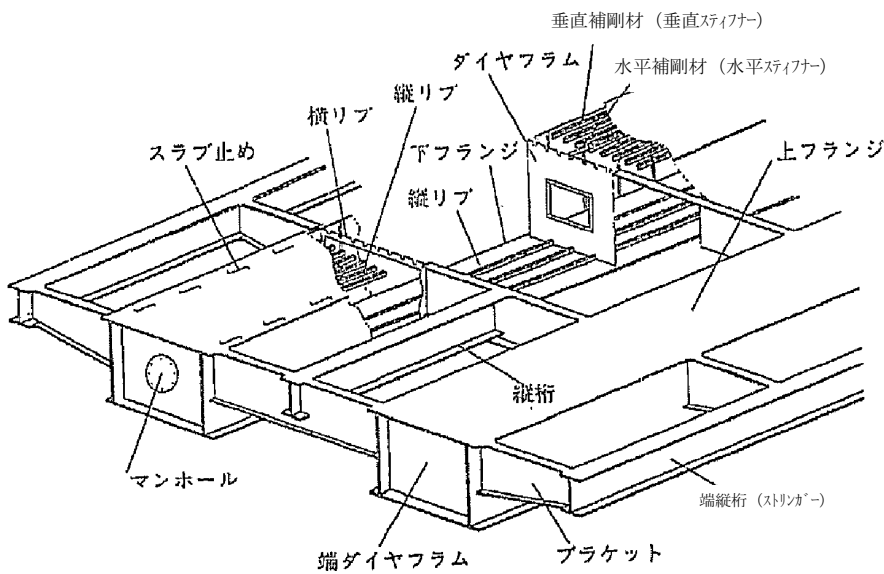 垂直補剛材（垂直スティフナー）
水平補剛材（水平スティフナー）
ダイヤフラム
縦リブ
横リブ
スラブ止め
下フランジ
上フランジ
縦リブ
縦桁
マンホール
端縦桁（ストリンガー）
端ダイヤフラム
ブラケット